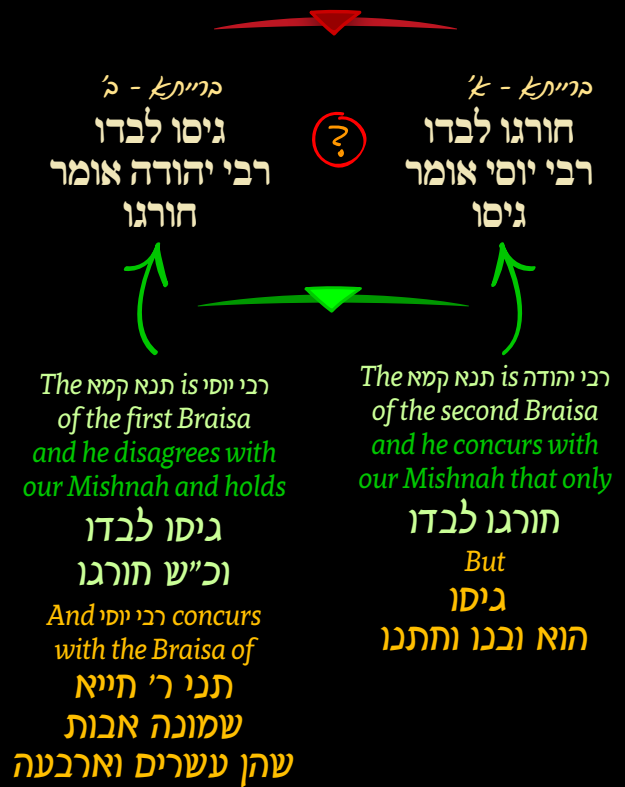 ברייתא - א'
חורגו לבדו
רבי יוסי אומר
גיסו
?
ברייתא - ב'
גיסו לבדו
רבי יהודה אומר
חורגו
The תנא קמא is רבי יהודה
of the second Braisa
and he concurs with
our Mishnah that only
חורגו לבדו
But
גיסו
הוא ובנו וחתנו
The תנא קמא is רבי יוסי
of the first Braisa
and he disagrees with
our Mishnah and holds
גיסו לבדו
וכ״ש חורגו
And רבי יוסי concurs
with the Braisa of
תני ר' חייא
שמונה אבות
שהן עשרים וארבעה